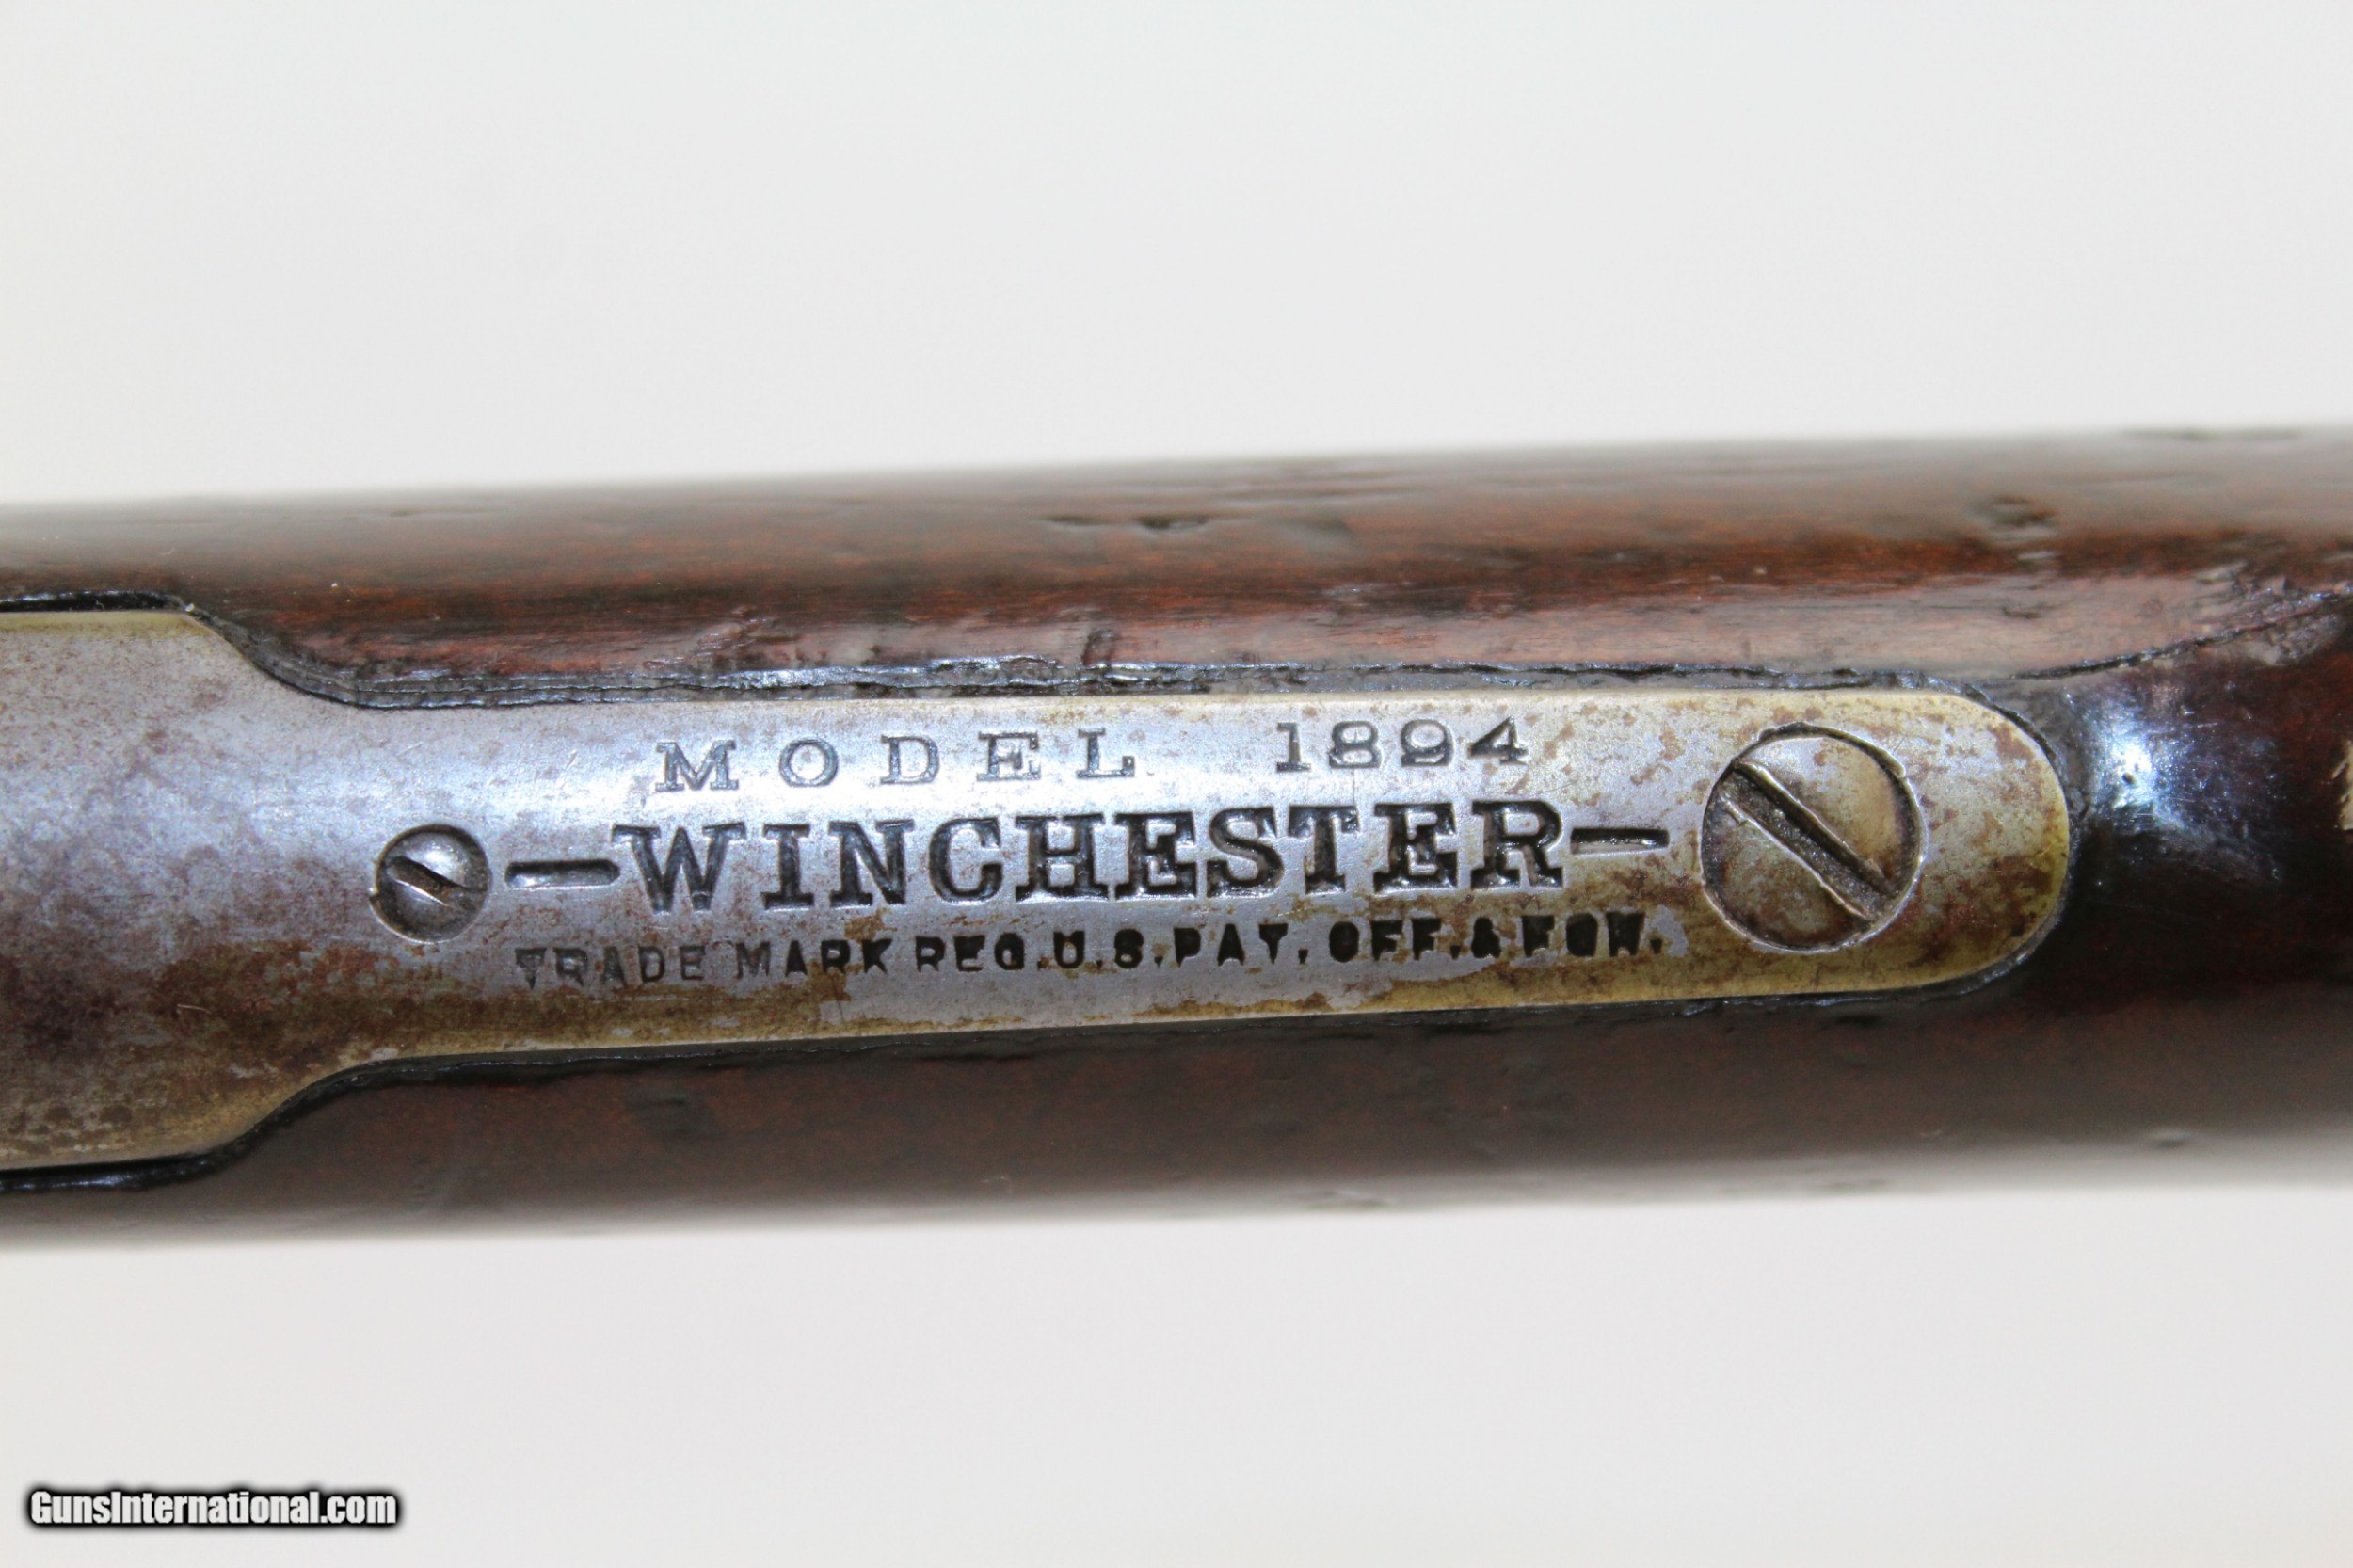 MODEL 1894
—WINCHESTER—
TRADE MARK REG. U.S. PAT. OFF. & FGN.
GunsInternational.com